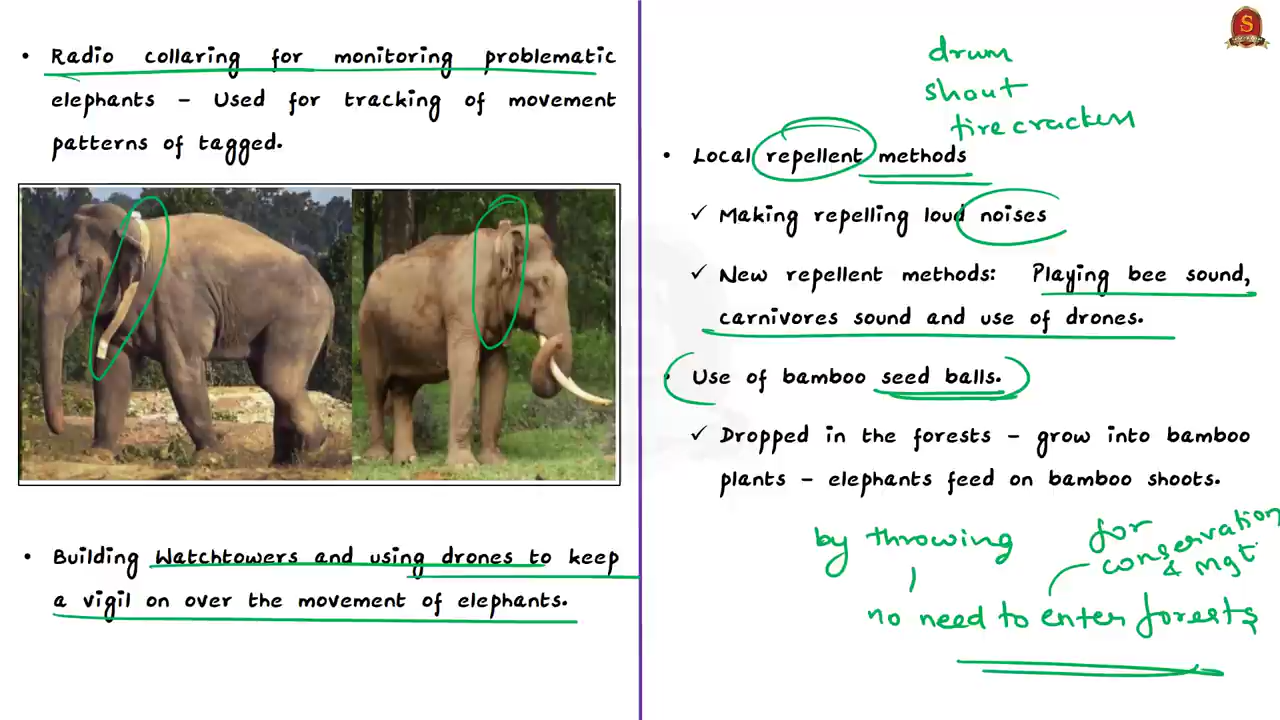 • Radio collaring for monitoring problematic
elephants – Used for tracking of movement
patterns of tagged.
• Building Watchtowers and using drones to keep
a vigil on over the movement of elephants.
S
drum
shout
fire crackers
• Local repellent methods
✓ Making repelling loud noises
✓ New repellent methods: Playing bee sound,
carnivores sound and use of drones.
• Use of bamboo seed balls.
✓ Dropped in the forests – grow into bamboo
plants – elephants feed on bamboo shoots.
by throwing
for
conservation
& mgt
no need to enter forests